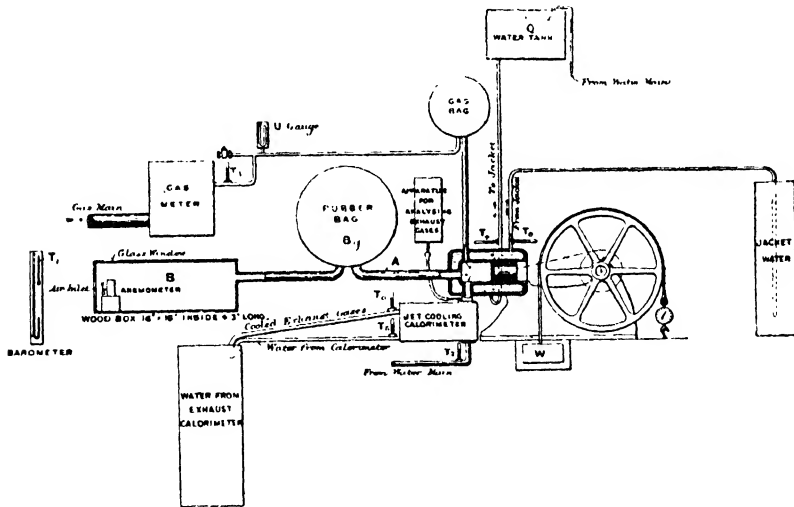 Q
WATER TANK
From Water Main
GAS
BAG
U Gauge
To Jacket
From Jacket
GAS
METER
Gas Main
RUBBER
BAG
APPARATUS
FOR
ANALYSING
EXHAUST
GASES
A
JACKET
WATER
Glass Window
B
Air Inlet
ANEMOMETER
WOOD BOX 16" × 16" INSIDE × 3' LONG
BAROMETER
Cooled Exhaust Gases
JET COOLING
CALORIMETER
Water from Calorimeter
From Water Main
W
WATER FROM
EXHAUST
CALORIMETER